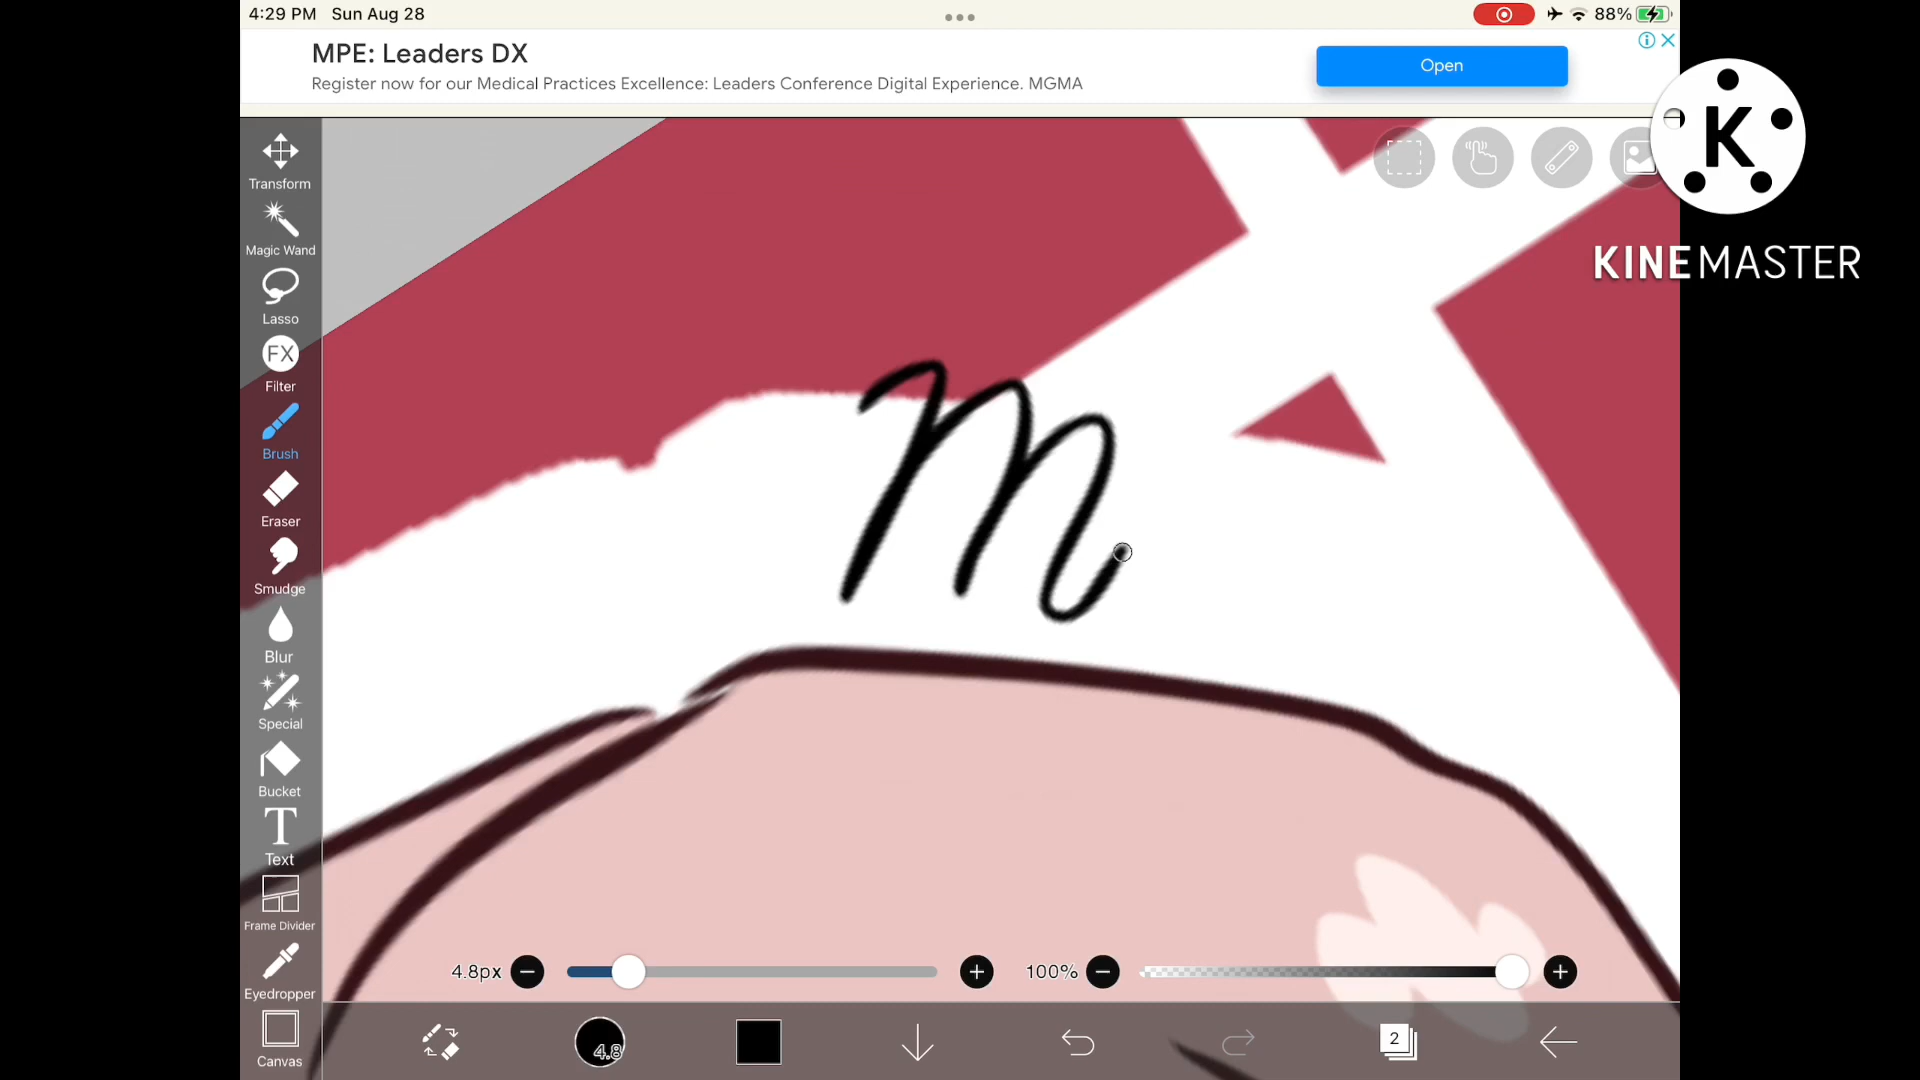 4:29 PM Sun Aug 28
88%
MPE: Leaders DX
Register now for our Medical Practices Excellence: Leaders Conference Digital Experience. MGMA
Open
K
KINEMASTER
Transform
Magic Wand
Lasso
FX
Filter
Brush
Eraser
Smudge
Blur
Special
Bucket
T
Text
Frame Divider
Eyedropper
Canvas
m
4.8px
100%
4.8
2